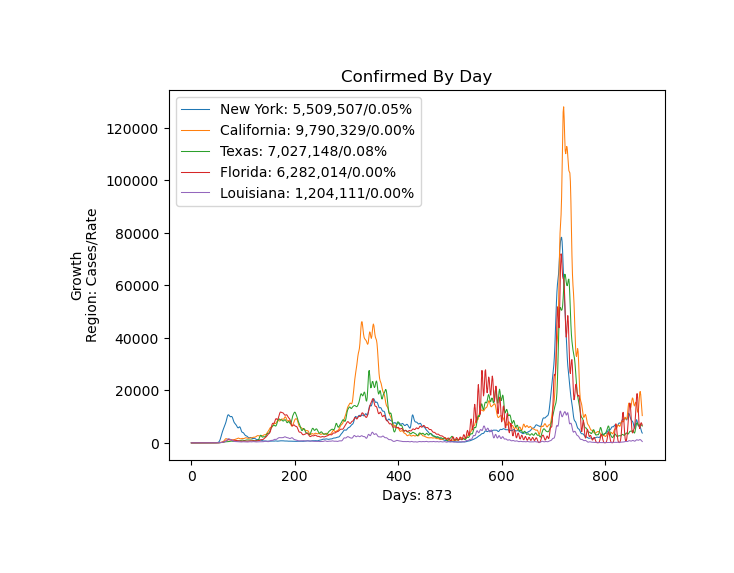 Confirmed By Day
New York: 5,509,507/0.05%
California: 9,790,329/0.00%
Texas: 7,027,148/0.08%
Florida: 6,282,014/0.00%
Louisiana: 1,204,111/0.00%
Growth
Region: Cases/Rate
120000
100000
80000
60000
40000
20000
0
0 200 400 600 800
Days: 873